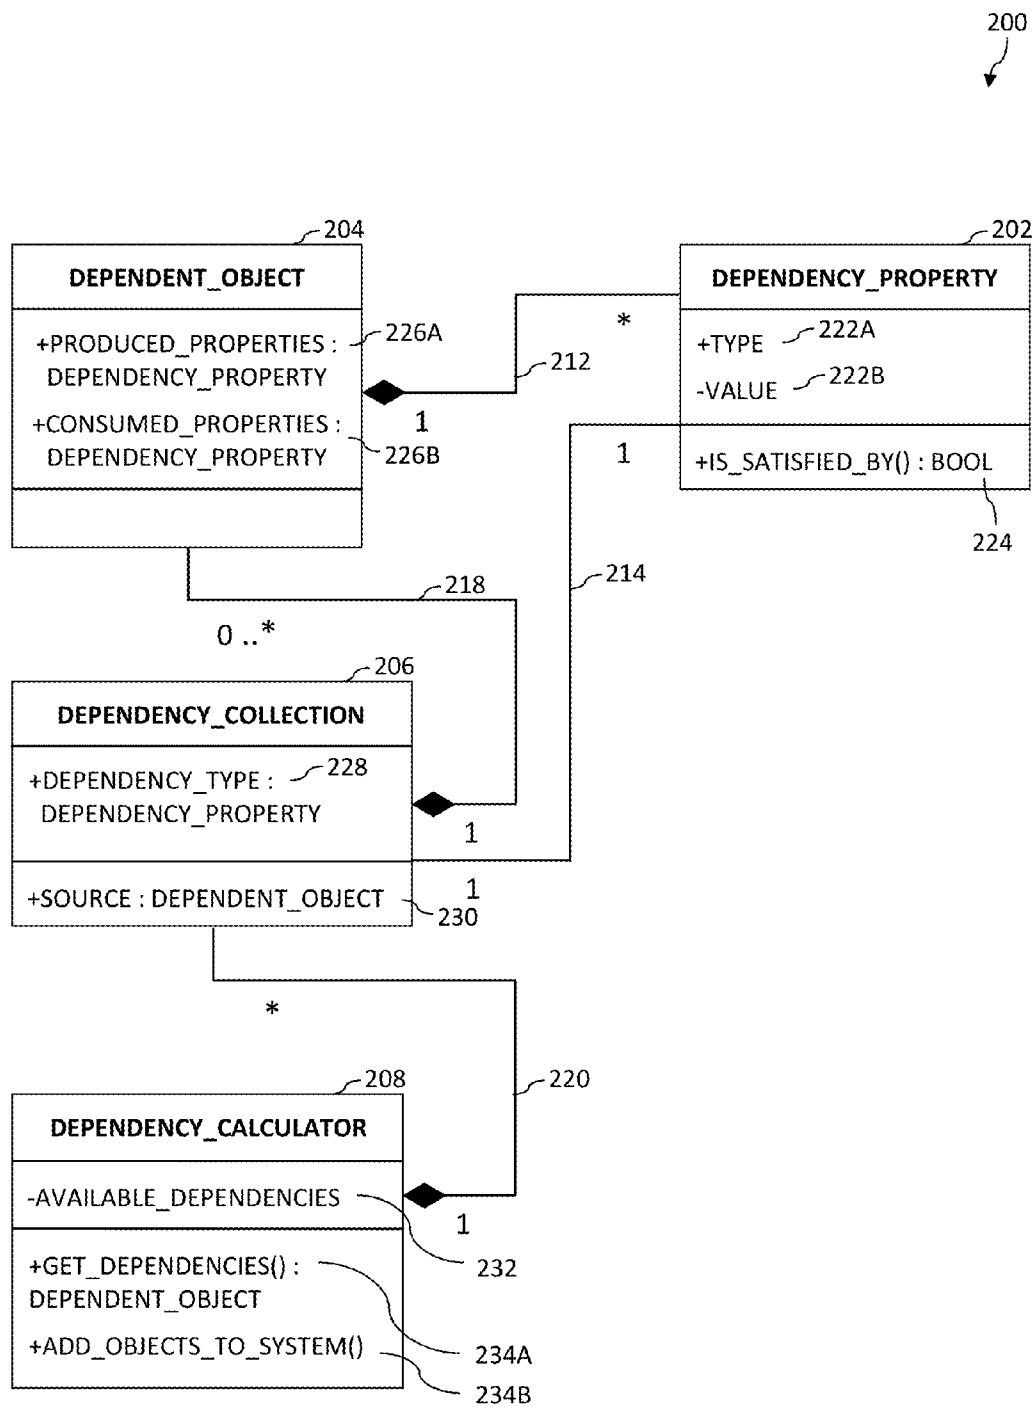 200
204
DEPENDENT_OBJECT
+PRODUCED_PROPERTIES :
DEPENDENCY_PROPERTY
226A
+CONSUMED_PROPERTIES :
DEPENDENCY_PROPERTY
226B
1
*
212
202
DEPENDENCY_PROPERTY
+TYPE
222A
-VALUE
222B
+IS_SATISFIED_BY() : BOOL
224
1
214
218
0 ..*
206
DEPENDENCY_COLLECTION
+DEPENDENCY_TYPE :
DEPENDENCY_PROPERTY
228
1
+SOURCE : DEPENDENT_OBJECT
230
1
*
220
208
DEPENDENCY_CALCULATOR
-AVAILABLE_DEPENDENCIES
232
1
+GET_DEPENDENCIES() :
DEPENDENT_OBJECT
234A
+ADD_OBJECTS_TO_SYSTEM()
234B